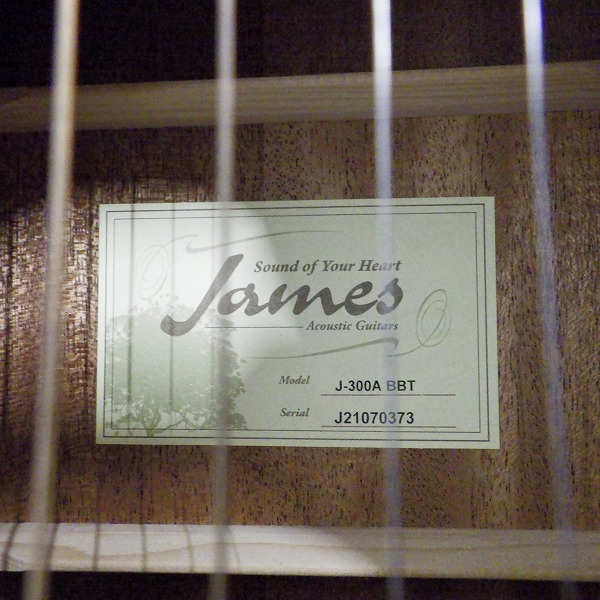 Sound of Your Heart
James
Acoustic Guitars
Model J-300A BBT
Serial J21070373